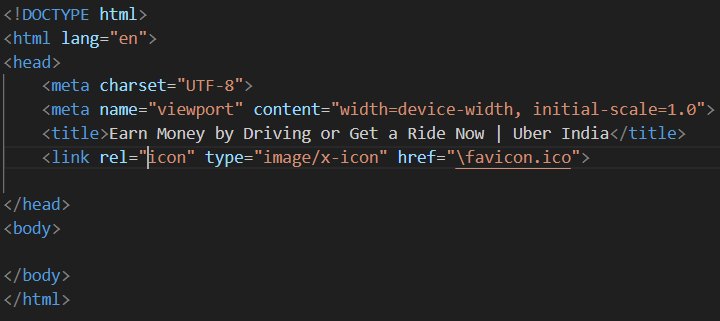 <!DOCTYPE html>
<html lang="en">
<head>
    <meta charset="UTF-8">
    <meta name="viewport" content="width=device-width, initial-scale=1.0">
    <title>Earn Money by Driving or Get a Ride Now | Uber India</title>
    <link rel="icon" type="image/x-icon" href="\favicon.ico">
</head>
<body>
</body>
</html>